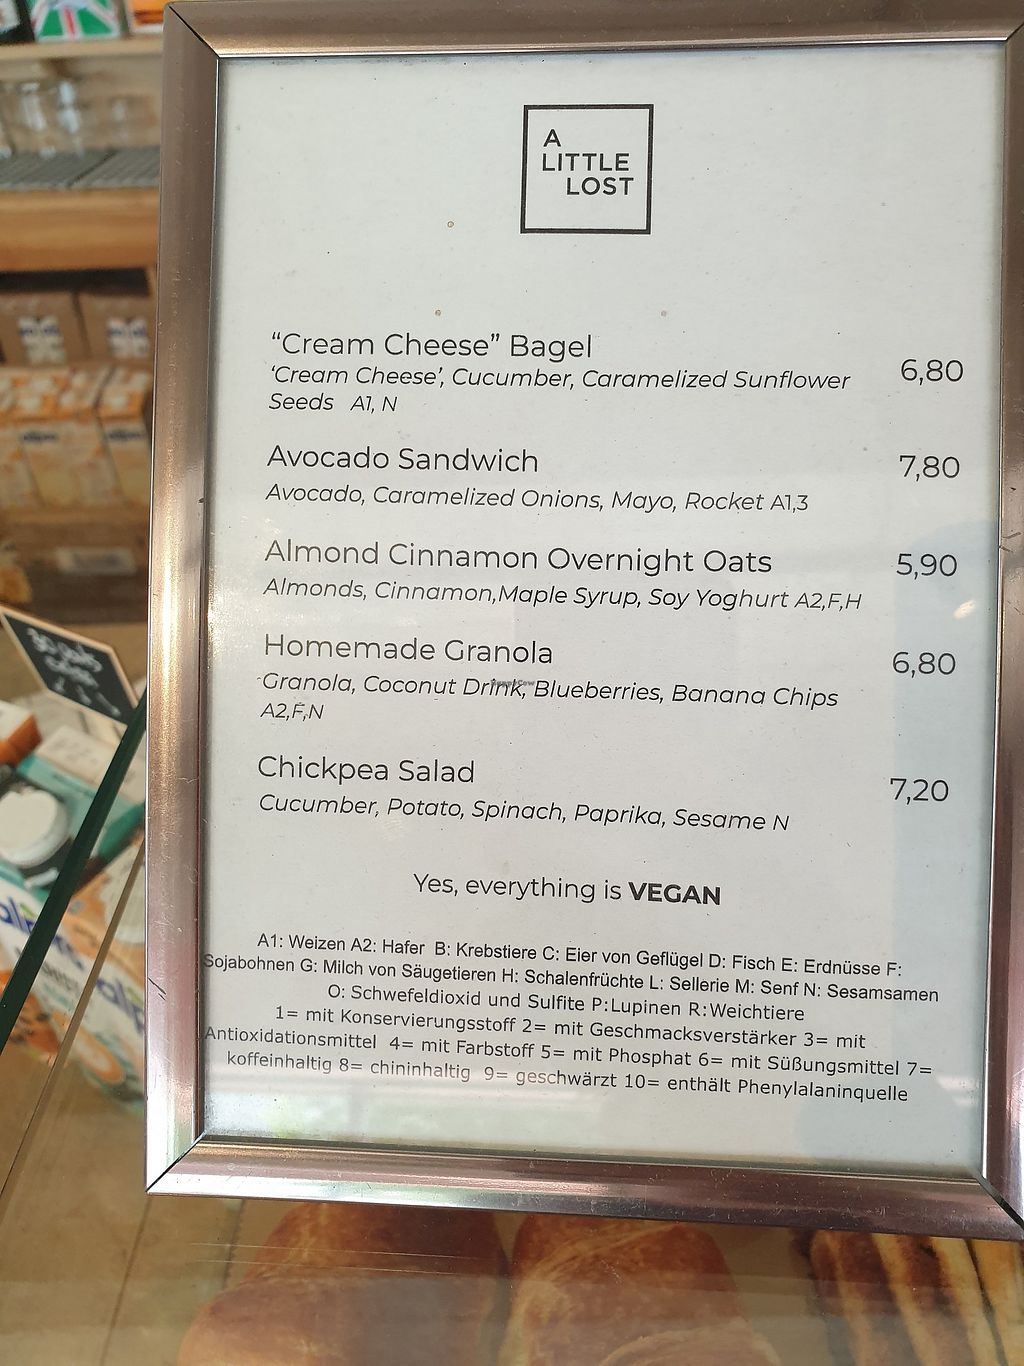 A
LITTLE
LOST
“Cream Cheese” Bagel
6,80
‘Cream Cheese’, Cucumber, Caramelized Sunflower
Seeds A1, N
Avocado Sandwich
7,80
Avocado, Caramelized Onions, Mayo, Rocket A1,3
Almond Cinnamon Overnight Oats
5,90
Almonds, Cinnamon,Maple Syrup, Soy Yoghurt A2,F,H
Homemade Granola
6,80
Granola, Coconut Drink, Blueberries, Banana Chips
A2,F,N
Chickpea Salad
7,20
Cucumber, Potato, Spinach, Paprika, Sesame N
Yes, everything is VEGAN
A1: Weizen A2: Hafer B: Krebstiere C: Eier von Geflügel D: Fisch E: Erdnüsse F:
Sojabohnen G: Milch von Säugetieren H: Schalenfrüchte L: Sellerie M: Senf N: Sesamsamen
O: Schwefeldioxid und Sulfite P:Lupinen R:Weichtiere
1= mit Konservierungsstoff 2= mit Geschmacksverstärker 3= mit
Antioxidationsmittel 4= mit Farbstoff 5= mit Phosphat 6= mit Süßungsmittel 7=
koffeinhaltig 8= chininhaltig 9= geschwärzt 10= enthält Phenylalaninquelle